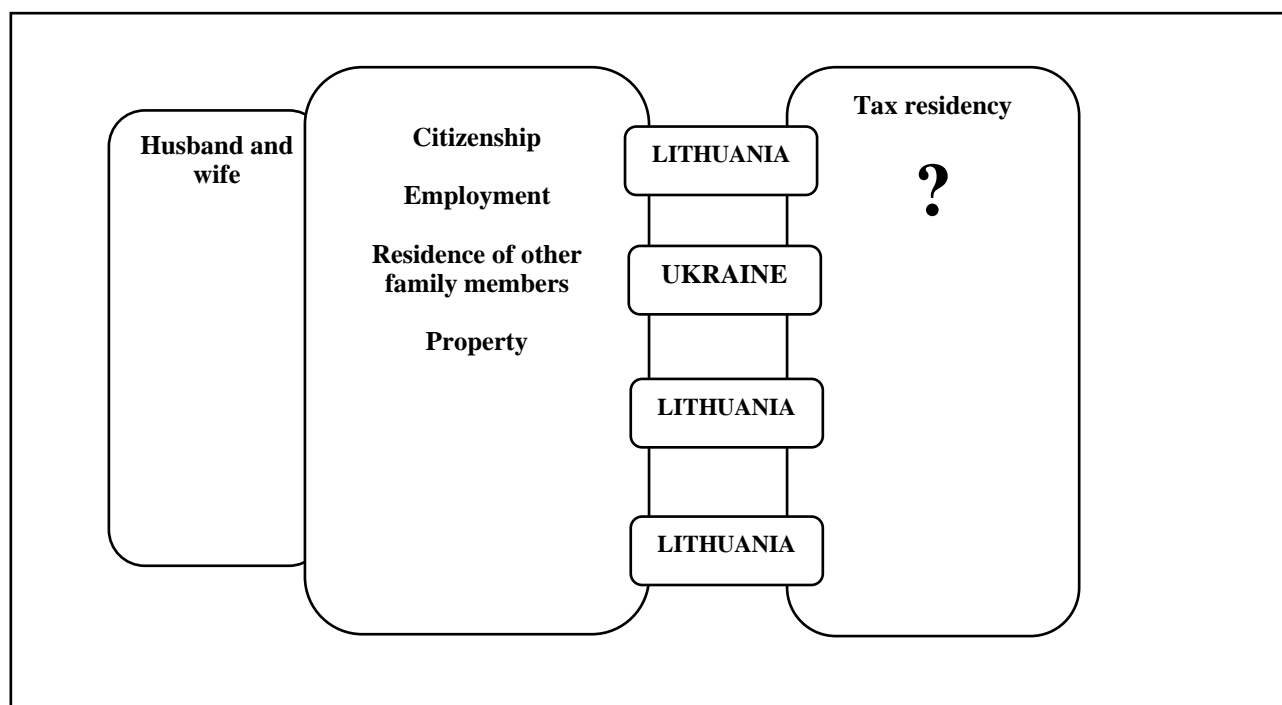 Husband and
wife
Citizenship
Employment
Residence of other
family members
Property
LITHUANIA
UKRAINE
LITHUANIA
LITHUANIA
Tax residency
?